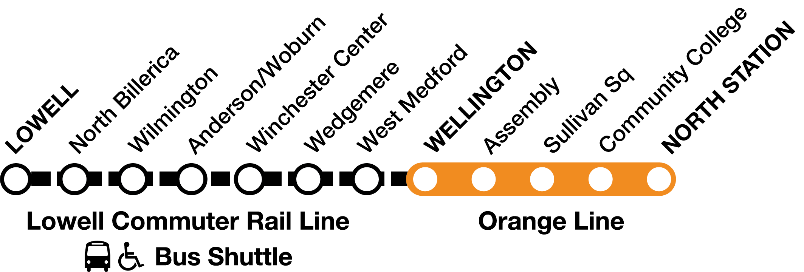 LOWELL
North Billerica
Wilmington
Anderson/Woburn
Winchester Center
Wedgemere
West Medford
WELLINGTON
Assembly
Sullivan Sq
Community College
NORTH STATION
Lowell Commuter Rail Line
Orange Line
Bus Shuttle